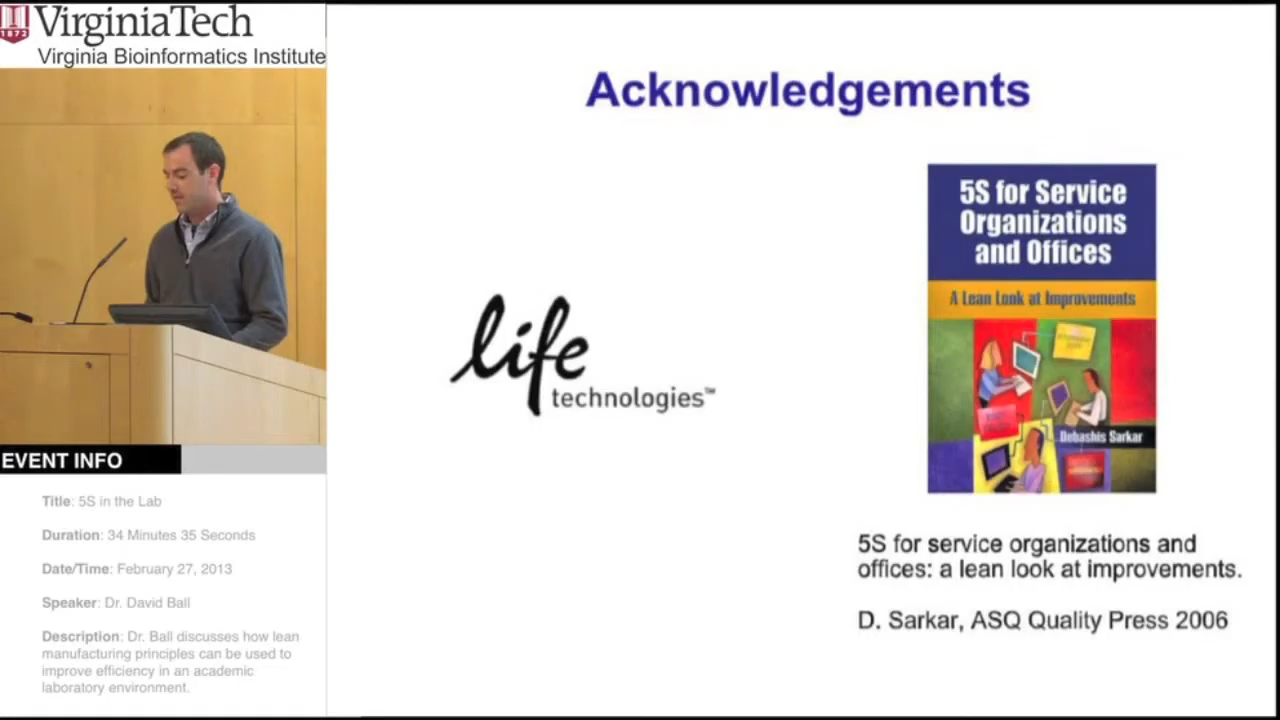 VirginiaTech
1872
Virginia Bioinformatics Institute
EVENT INFO
Title: 5S in the Lab
Duration: 34 Minutes 35 Seconds
Date/Time: February 27, 2013
Speaker: Dr. David Ball
Description: Dr. Ball discusses how lean
manufacturing principles can be used to
improve efficiency in an academic
laboratory environment.
Acknowledgements
life
technologies™
5S for Service
Organizations
and Offices
A Lean Look at Improvements
Debashis Sarkar
5S for service organizations and
offices: a lean look at improvements.
D. Sarkar, ASQ Quality Press 2006